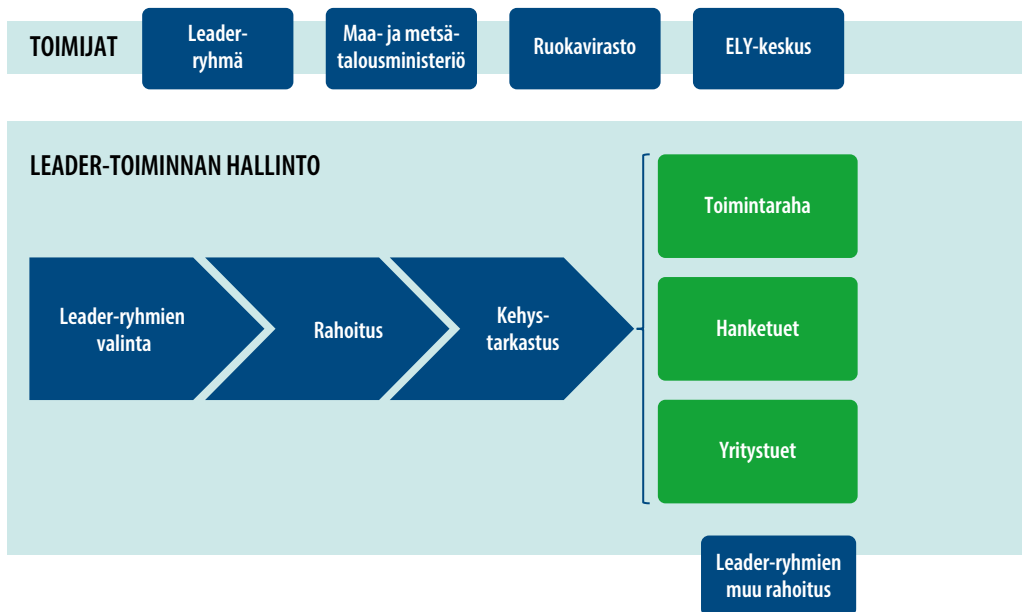 TOIMIJAT
Leader-
ryhmä
Maa- ja metsä-
talousministeriö
Ruokavirasto
ELY-keskus
LEADER-TOIMINNAN HALLINTO
Leader-ryhmien
valinta
Rahoitus
Kehys-
tarkastus
Toimintaraha
Hanketuet
Yritystuet
Leader-ryhmien
muu rahoitus